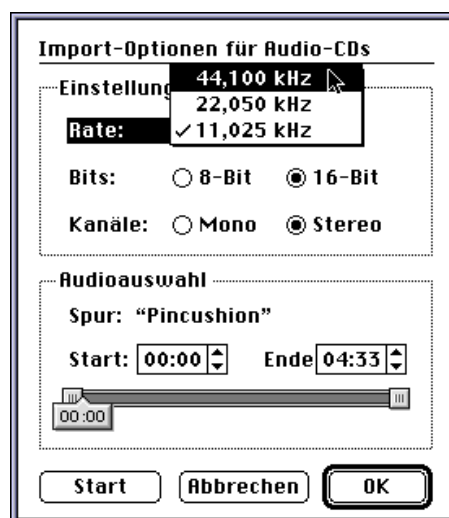 Import-Optionen für Audio-CDs
Einstellung
44,100 kHz
22,050 kHz
Rate: ✓11,025 kHz
Bits: 8-Bit 16-Bit
Kanäle: Mono Stereo
Audioauswahl
Spur: “Pincushion”
Start: 00:00 Ende 04:33
00:00
Start Abbrechen OK